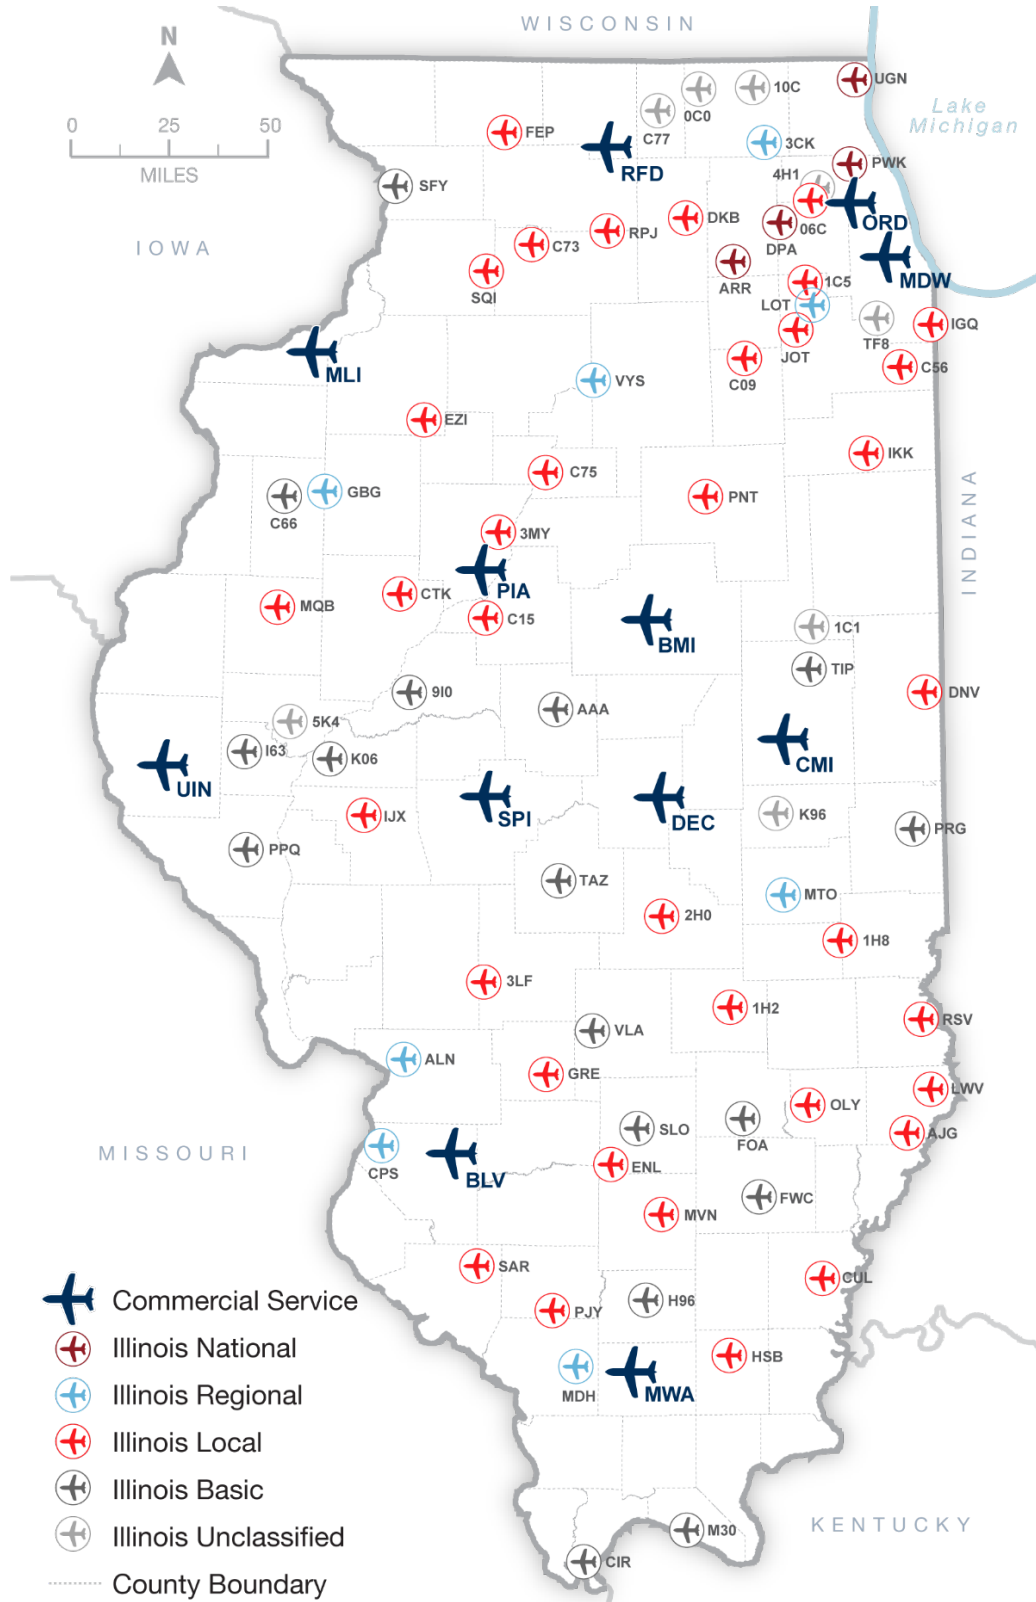 WISCONSIN
N
0 25 50
MILES
Lake
Michigan
UGN
10C
0C0
C77
FEP
RFD
3CK
PWK
4H1
SFY
ORD
06C
DKB
DPA
RPJ
C73
IOWA
MDW
ARR
SQI
1C5
LOT
TF8
IGQ
JOT
MLI
C09
C56
VYS
EZI
IKK
C75
GBG
C66
PNT
INDIANA
3MY
PIA
CTK
MQB
C15
BMI
1C1
TIP
9I0
DNV
AAA
5K4
I63
K06
CMI
UIN
SPI
DEC
IJX
K96
PRG
PPQ
TAZ
MTO
2H0
1H8
3LF
1H2
RSV
VLA
ALN
GRE
LWV
OLY
SLO
FOA
AJG
MISSOURI
CPS
BLV
ENL
FWC
MVN
SAR
CUL
H96
PJY
HSB
MDH
MWA
KENTUCKY
M30
CIR
Commercial Service
Illinois National
Illinois Regional
Illinois Local
Illinois Basic
Illinois Unclassified
County Boundary